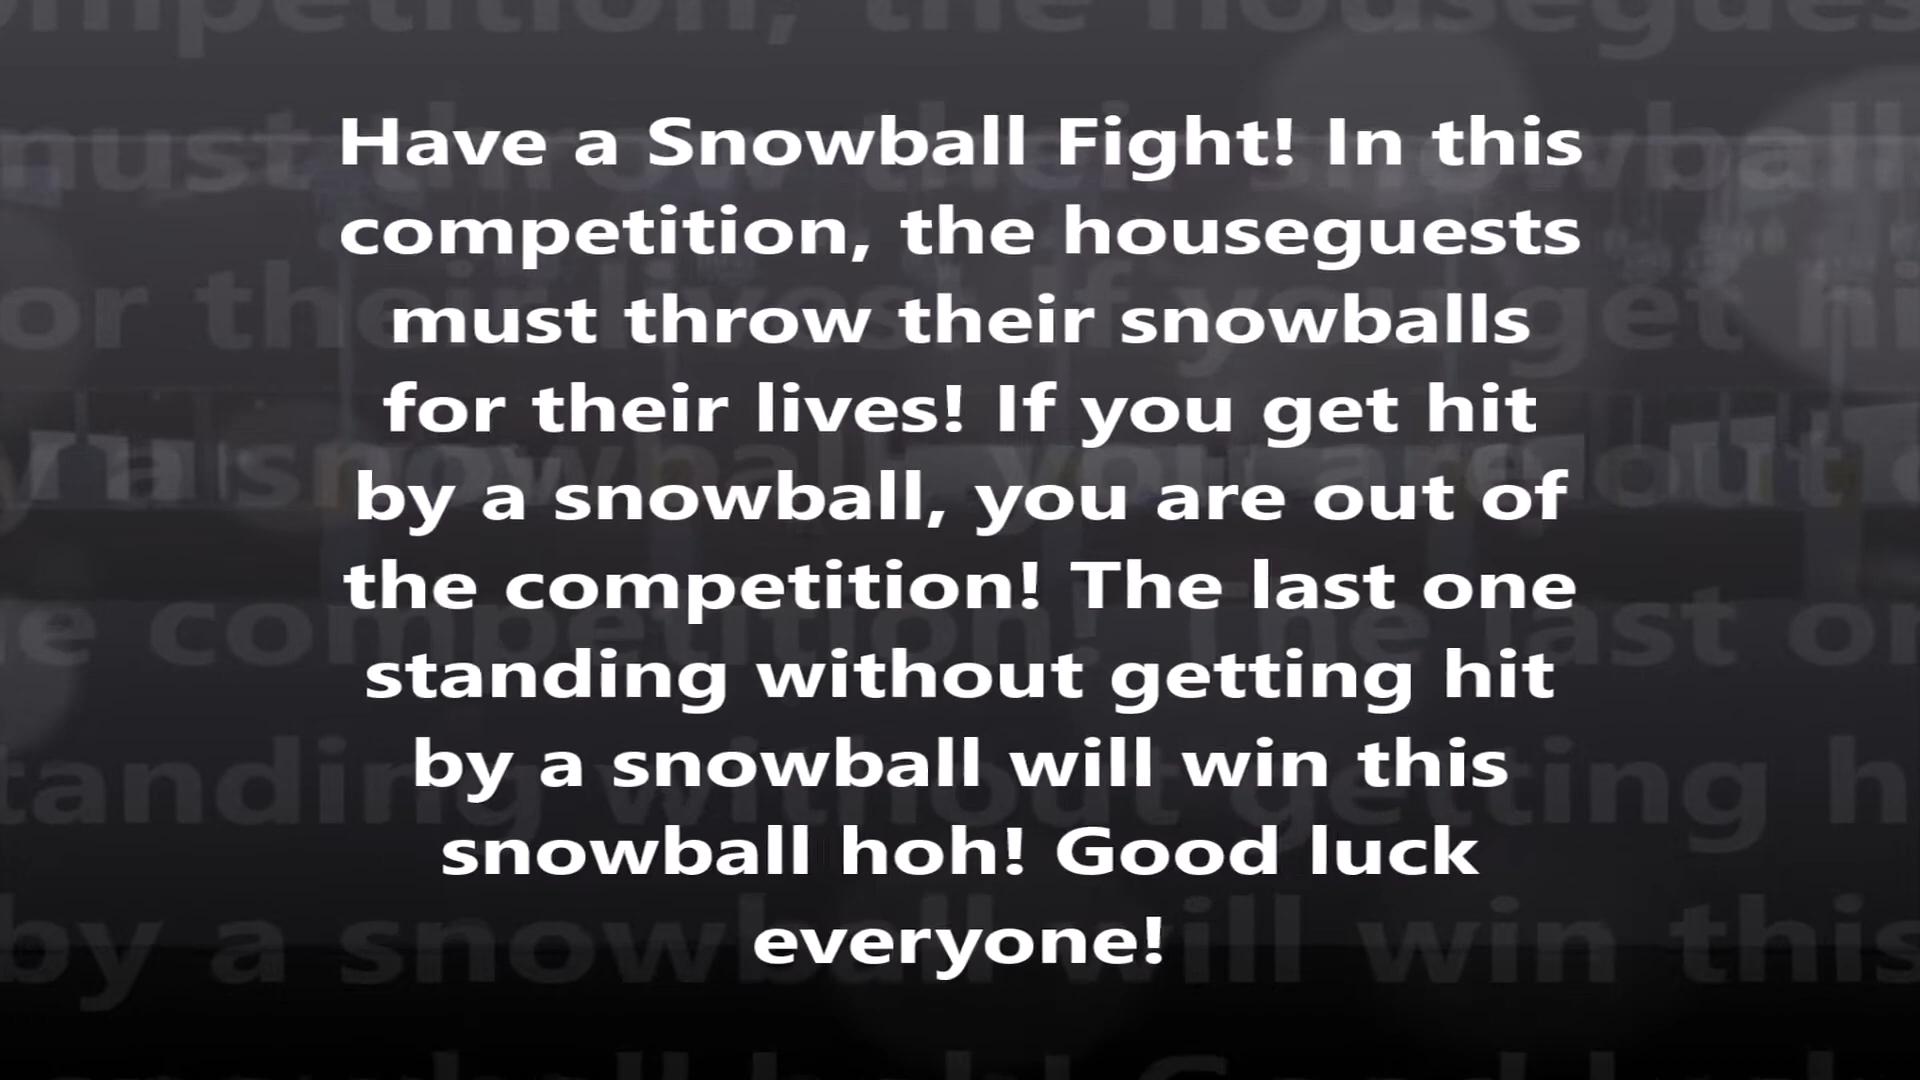 Have a Snowball Fight! In this
competition, the houseguests
must throw their snowballs
for their lives! If you get hit
by a snowball, you are out of
the competition! The last one
standing without getting hit
by a snowball will win this
snowball hoh! Good luck
everyone!